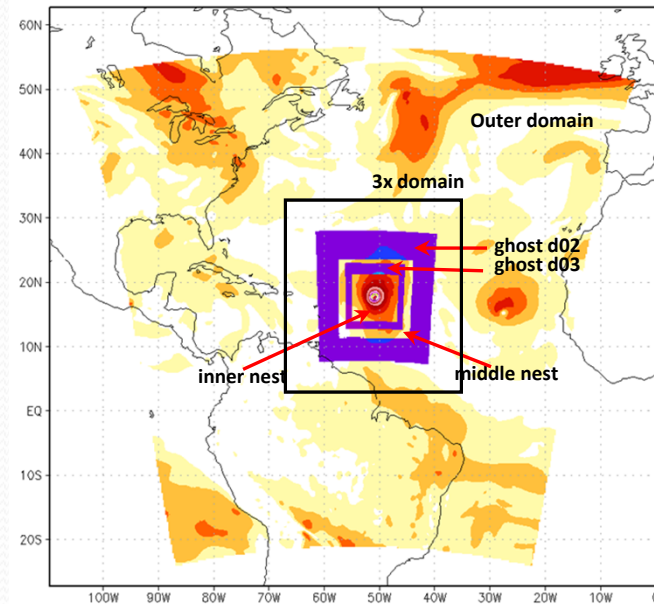 60N
50N
Outer domain
40N
3x domain
30N
ghost d02
ghost d03
20N
10N
inner nest
middle nest
EQ
10S
20S
100W 90W 80W 70W 60W 50W 40W 30W 20W 10W